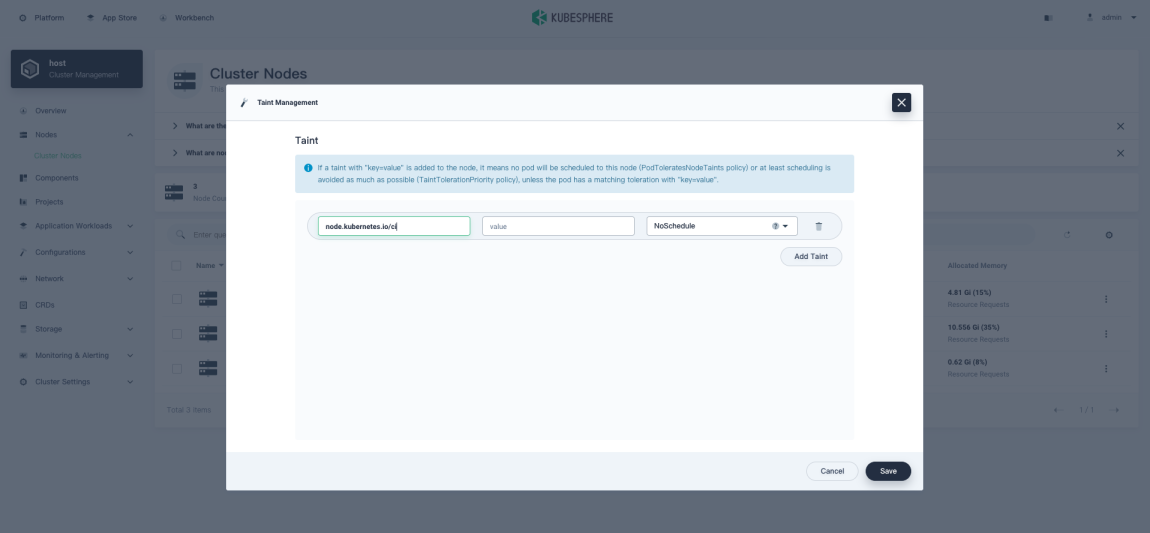 Platform
App Store
Workbench
KUBESPHERE
admin
host
Cluster Management
Overview
Nodes
Cluster Nodes
Components
Projects
Application Workloads
Configurations
Network
CRDs
Storage
Monitoring & Alerting
Cluster Settings
Cluster Nodes
This
What are the
What are no
3
Node Cou
Enter que
Name
Allocated Memory
4.81 Gi (15%)
Resource Requests
10.556 Gi (35%)
Resource Requests
0.62 Gi (8%)
Resource Requests
Total 3 items
1 / 1
Taint Management
Taint
If a taint with "key=value" is added to the node, it means no pod will be scheduled to this node (PodToleratesNodeTaints policy) or at least scheduling is
avoided as much as possible (TaintTolerationPriority policy), unless the pod has a matching toleration with "key=value".
node.kubernetes.io/ci
value
NoSchedule
Add Taint
Cancel
Save